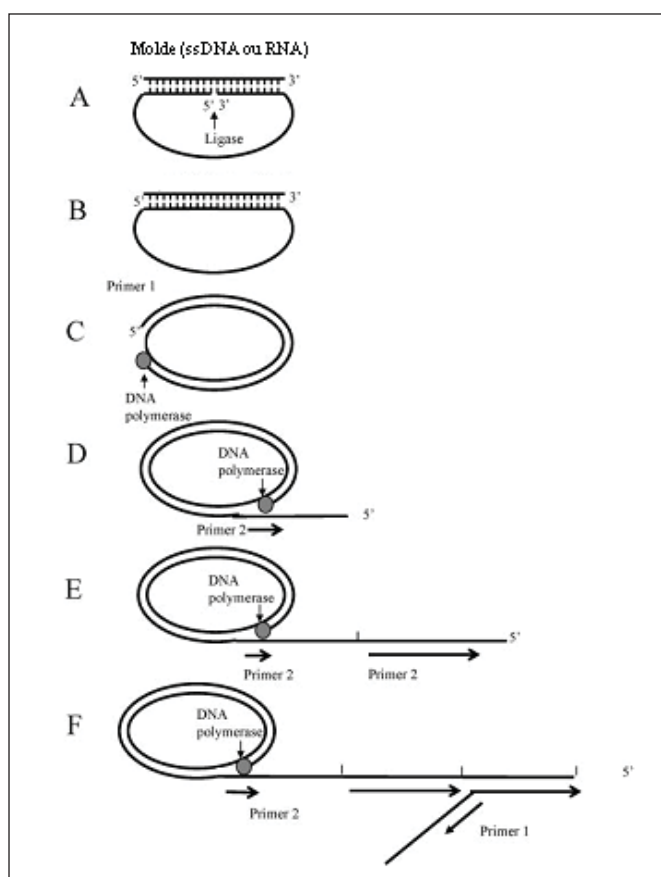 Molde (ssDNA ou RNA)
5' 3'
A
5' 3'
Ligase
B
5' 3'
Primer 1
C
5'
DNA
polymerase
D
DNA
polymerase
Primer 2
5'
E
DNA
polymerase
5'
Primer 2 Primer 2
F
DNA
polymerase
5'
Primer 2
Primer 1